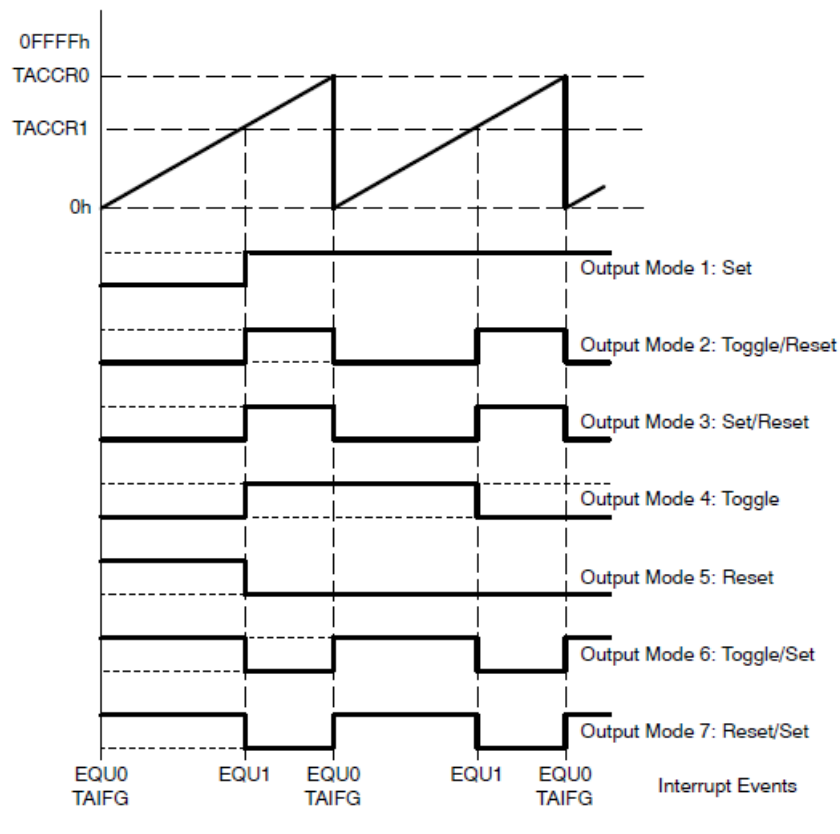 0FFFFh
TACCR0
TACCR1
0h
Output Mode 1: Set
Output Mode 2: Toggle/Reset
Output Mode 3: Set/Reset
Output Mode 4: Toggle
Output Mode 5: Reset
Output Mode 6: Toggle/Set
Output Mode 7: Reset/Set
EQU0 EQU1 EQU0 EQU1 EQU0 Interrupt Events
TAIFG TAIFG TAIFG